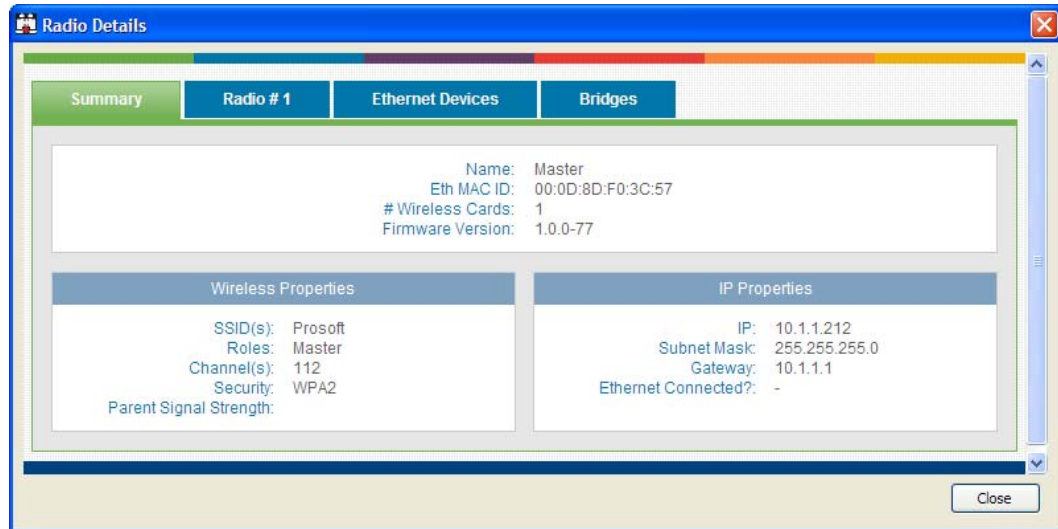 Radio Details
Summary
Radio # 1
Ethernet Devices
Bridges
Name: Master
Eth MAC ID: 00:0D:8D:F0:3C:57
# Wireless Cards: 1
Firmware Version: 1.0.0-77
Wireless Properties
SSID(s): Prosoft
Roles: Master
Channel(s): 112
Security: WPA2
Parent Signal Strength:
IP Properties
IP: 10.1.1.212
Subnet Mask: 255.255.255.0
Gateway: 10.1.1.1
Ethernet Connected?: -
Close